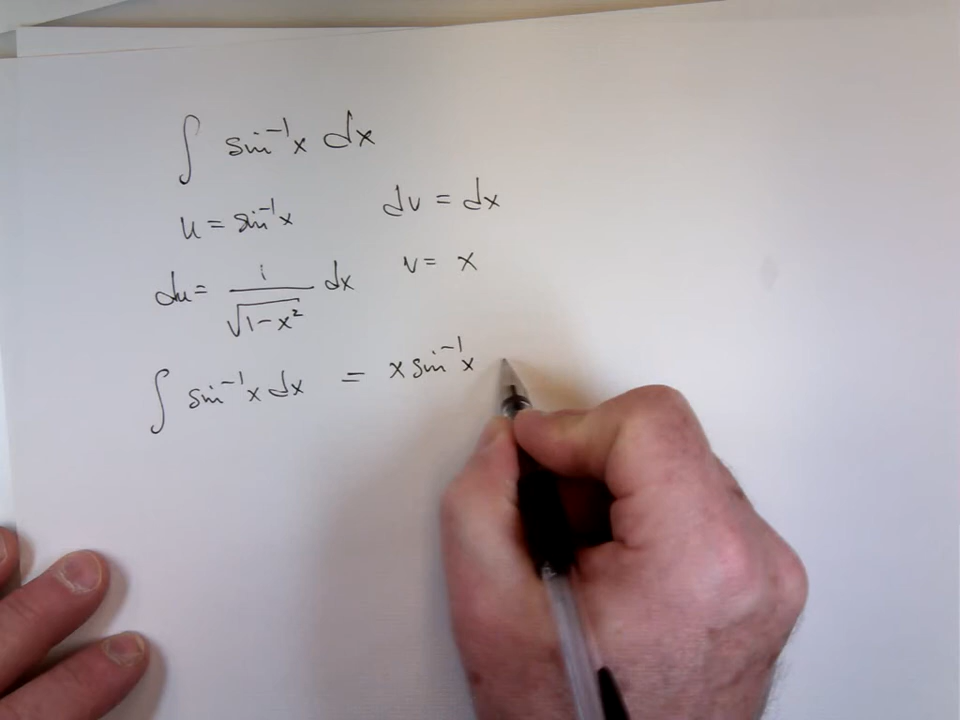 ∫ sin⁻¹x dx
u = sin⁻¹x dv = dx
du = 1/√(1-x²) dx v = x
∫ sin⁻¹x dx = x sin⁻¹x